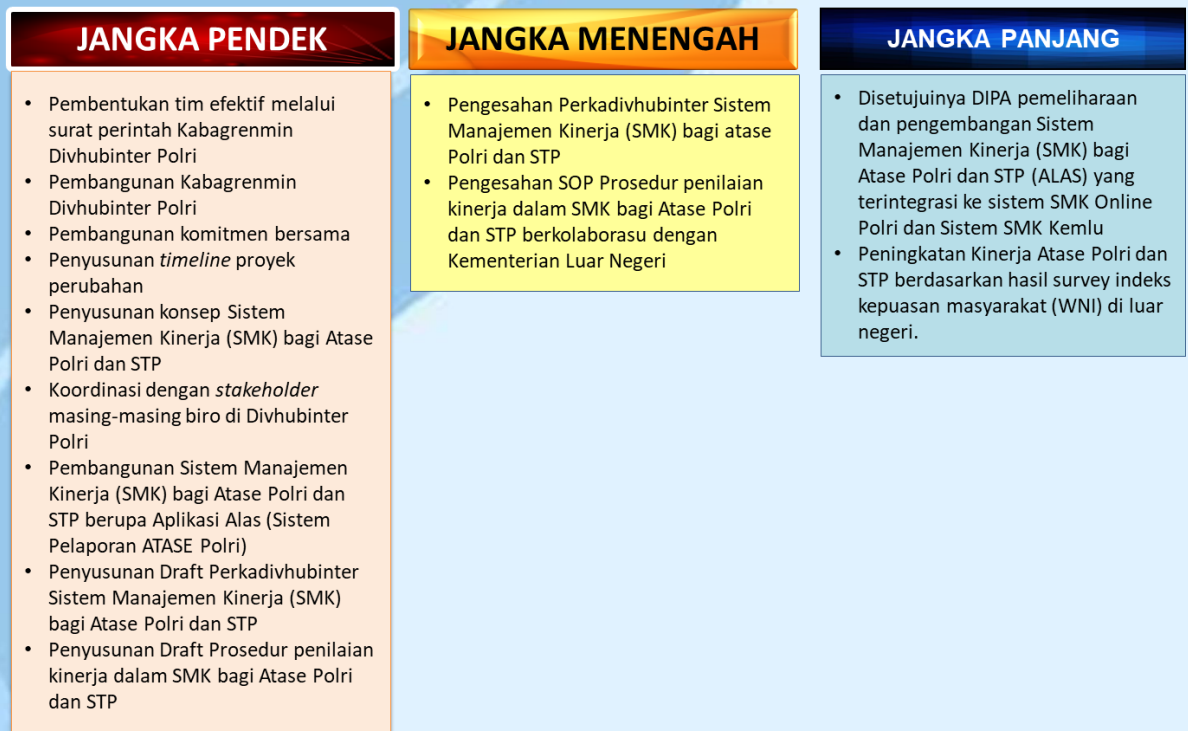 JANGKA PENDEK
• Pembentukan tim efektif melalui
surat perintah Kabagrenmin
Divhubinter Polri
• Pembangunan Kabagrenmin
Divhubinter Polri
• Pembangunan komitmen bersama
• Penyusunan timeline proyek
perubahan
• Penyusunan konsep Sistem
Manajemen Kinerja (SMK) bagi Atase
Polri dan STP
• Koordinasi dengan stakeholder
masing-masing biro di Divhubinter
Polri
• Pembangunan Sistem Manajemen
Kinerja (SMK) bagi Atase Polri dan
STP berupa Aplikasi Alas (Sistem
Pelaporan ATASE Polri)
• Penyusunan Draft Perkadivhubinter
Sistem Manajemen Kinerja (SMK)
bagi Atase Polri dan STP
• Penyusunan Draft Prosedur penilaian
kinerja dalam SMK bagi Atase Polri
dan STP
JANGKA MENENGAH
• Pengesahan Perkadivhubinter Sistem
Manajemen Kinerja (SMK) bagi atase
Polri dan STP
• Pengesahan SOP Prosedur penilaian
kinerja dalam SMK bagi Atase Polri
dan STP berkolaborasu dengan
Kementerian Luar Negeri
JANGKA PANJANG
• Disetujuinya DIPA pemeliharaan
dan pengembangan Sistem
Manajemen Kinerja (SMK) bagi
Atase Polri dan STP (ALAS) yang
terintegrasi ke sistem SMK Online
Polri dan Sistem SMK Kemlu
• Peningkatan Kinerja Atase Polri dan
STP berdasarkan hasil survey indeks
kepuasan masyarakat (WNI) di luar
negeri.